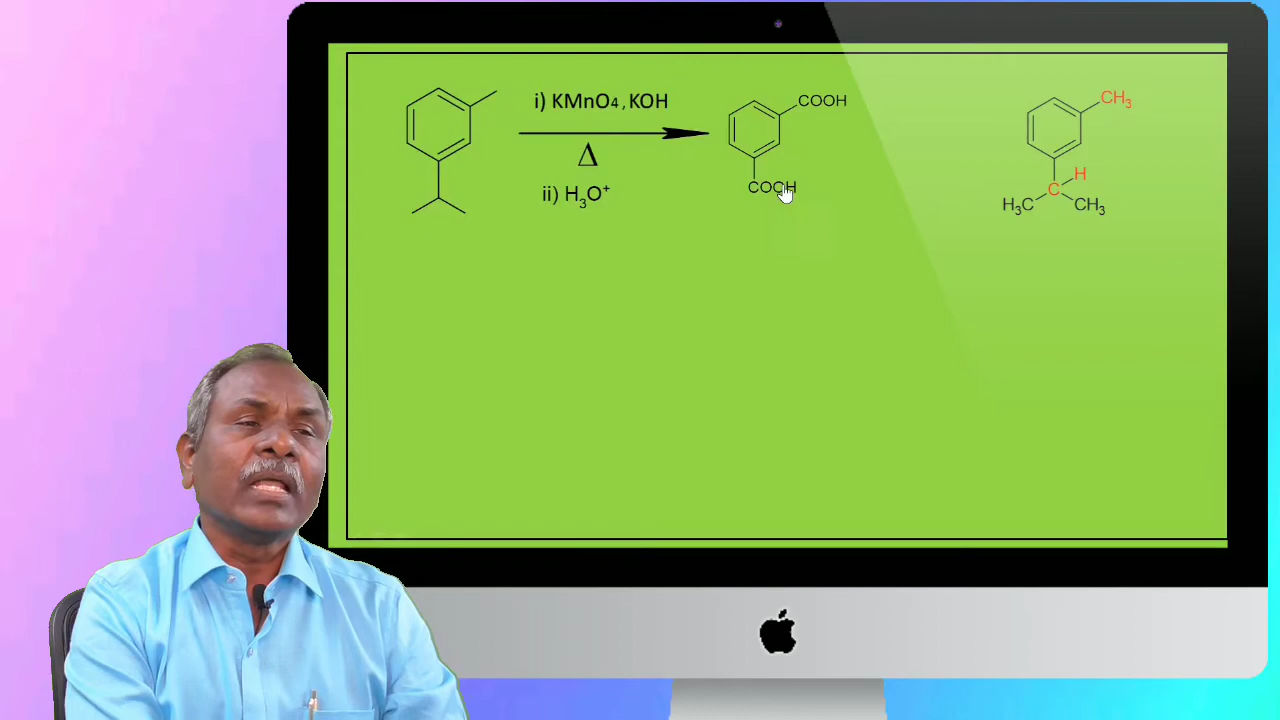 i) KMnO₄ , KOH
Δ
ii) H₃O⁺
COOH
COOH
CH₃
H
C
H₃C CH₃